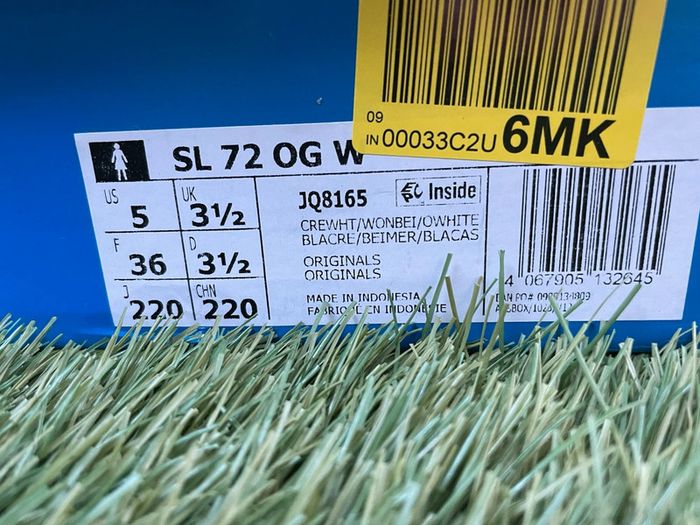 09
IN 00033C2U 6MK
SL 72 OG W
US 5 UK 3½
F 36 D 3½
J 220 CHN 220
JQ8165
Inside
CREWHT/WONBEI/OWHITE
BLACRE/BEIMER/BLACAS
ORIGINALS
ORIGINALS
MADE IN INDONESIA
FABRIQUÉ EN INDONÉSIE
4 067905 132645
PO#